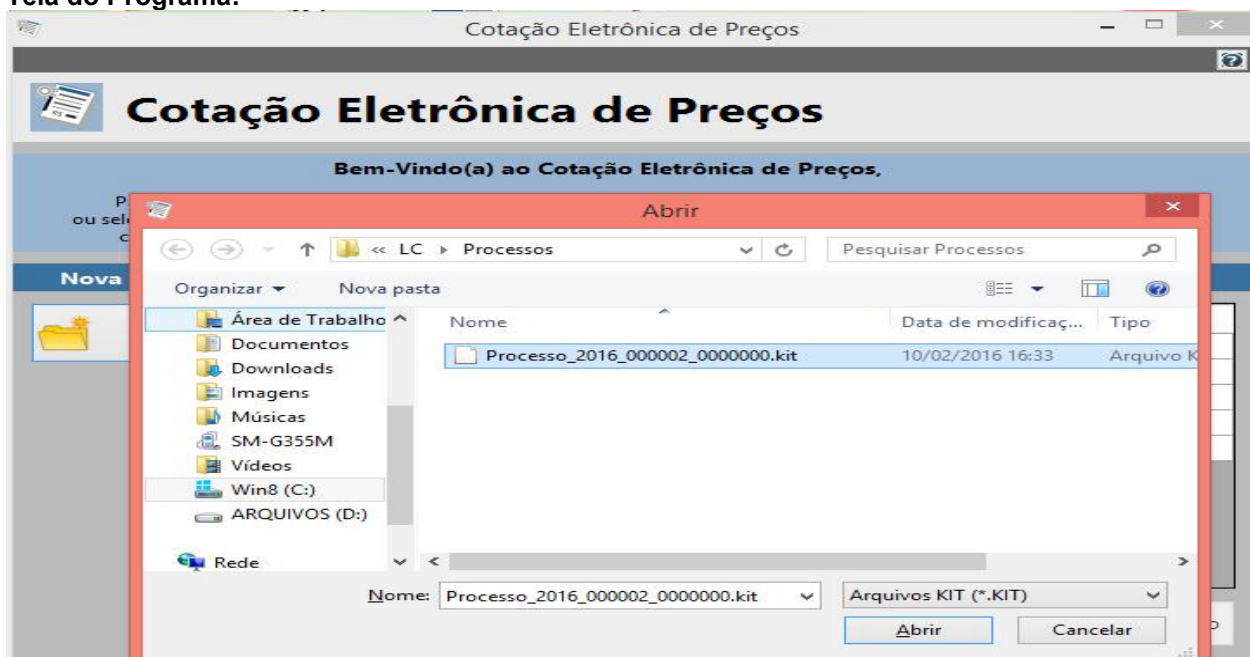 Tela do Programa:
Cotação Eletrônica de Preços
Cotação Eletrônica de Preços
Bem-Vindo(a) ao Cotação Eletrônica de Preços,
ou sel
Abrir
« LC ▸ Processos
Pesquisar Processos
Nova
Organizar
Nova pasta
Área de Trabalho
Nome
Data de modificaç...
Tipo
Documentos
Processo_2016_000002_0000000.kit
10/02/2016 16:33
Arquivo K
Downloads
Imagens
Músicas
SM-G355M
Vídeos
Win8 (C:)
ARQUIVOS (D:)
Rede
Nome:
Processo_2016_000002_0000000.kit
Arquivos KIT (*.KIT)
Abrir
Cancelar